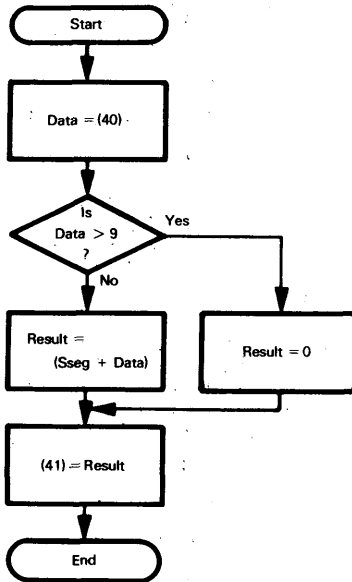 Start
Data = (40)
Is
Data > 9
?
Yes
No
Result =
(Sseg + Data)
Result = 0
(41) = Result
End